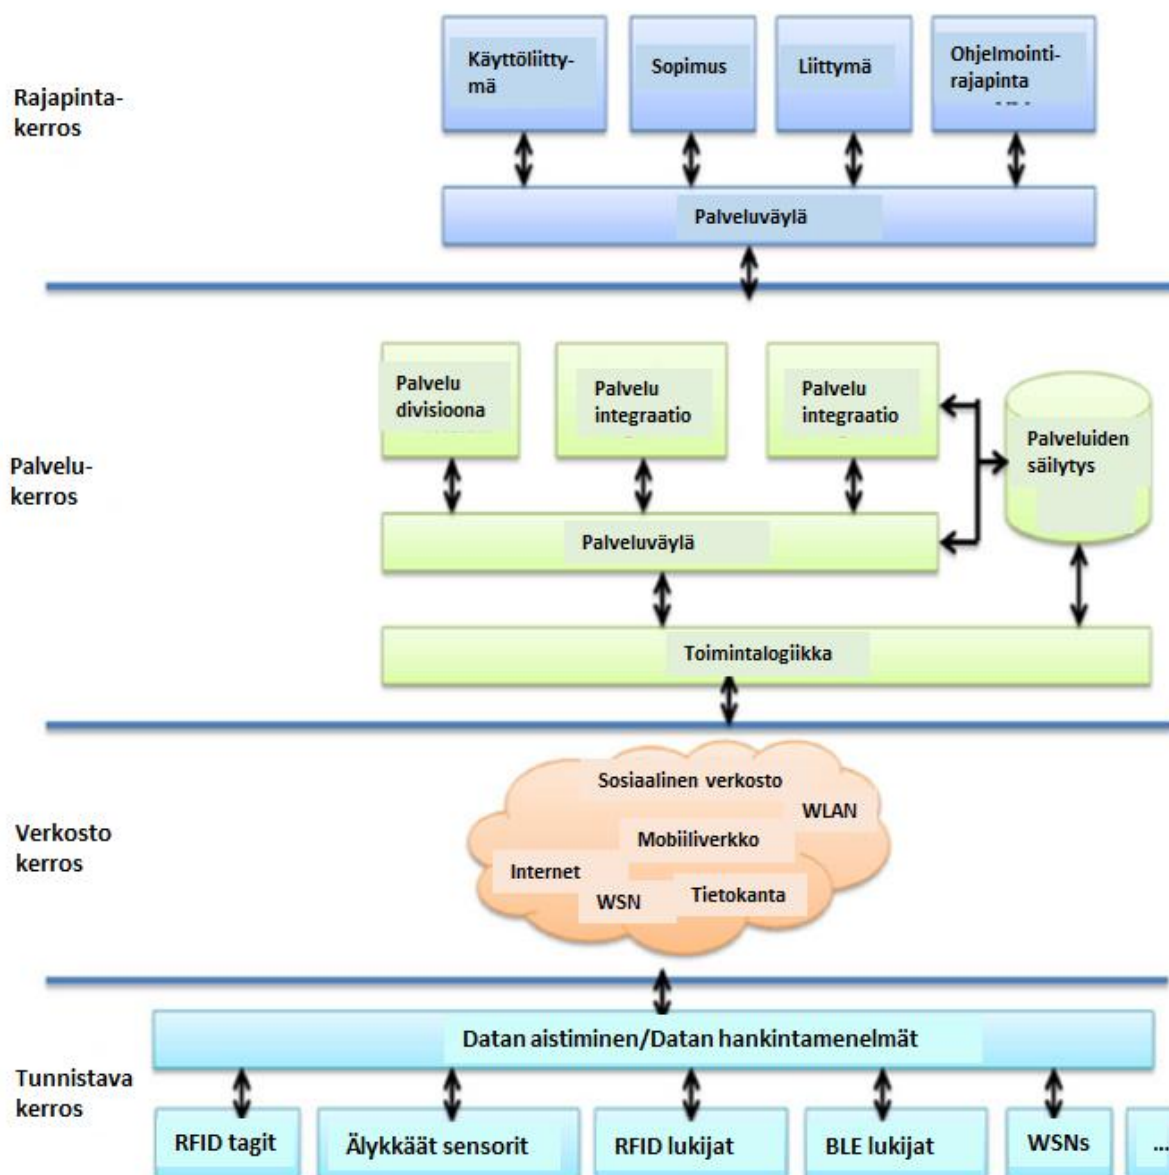 Rajapinta-
kerros
Käyttöliitty-
mä
Sopimus
Liittymä
Ohjelmointi-
rajapinta
Palveluväylä
Palvelu-
kerros
Palvelu
divisioona
Palvelu
integraatio
Palvelu
integraatio
Palveluiden
säilytys
Palveluväylä
Toimintalogiikka
Verkosto
kerros
Sosiaalinen verkosto
WLAN
Mobiiliverkko
Internet
WSN
Tietokanta
Tunnistava
kerros
Datan aistiminen/Datan hankintamenelmät
RFID tagit
Älykkäät sensorit
RFID lukijat
BLE lukijat
WSNs
...